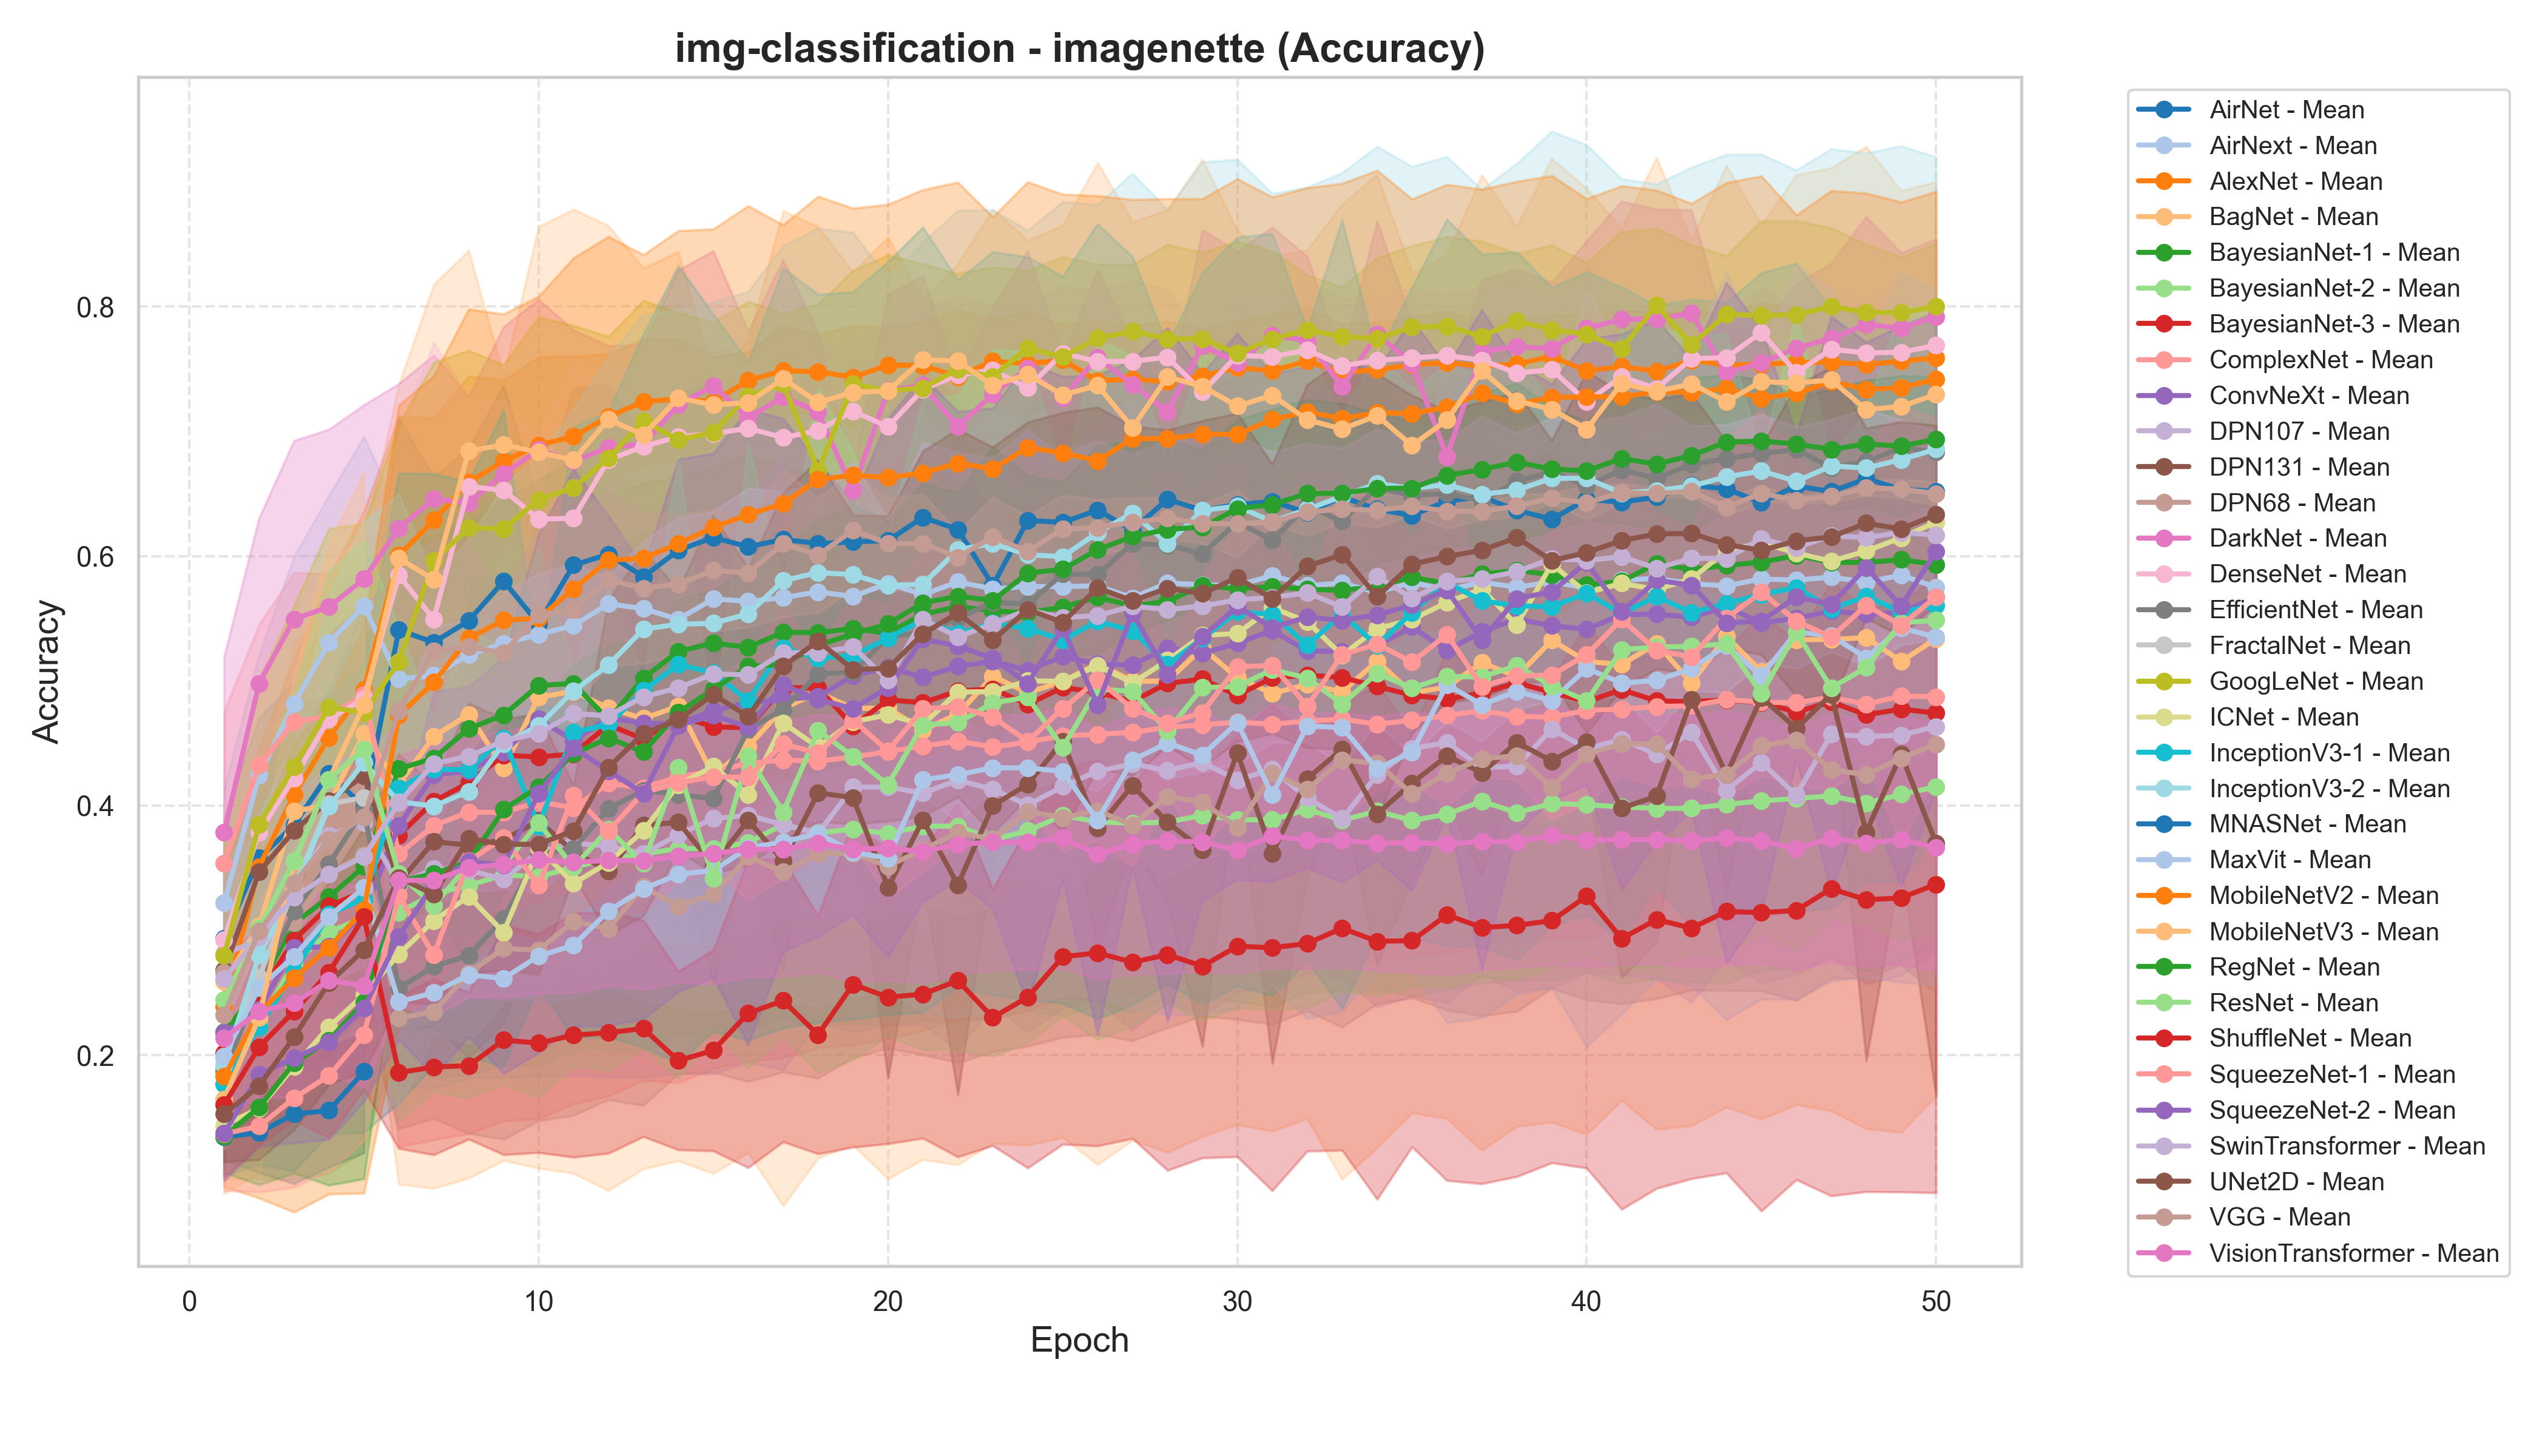 img-classification - imagenette (Accuracy)
Accuracy
0.8
0.6
0.4
0.2
0
10
20
30
40
50
Epoch
AirNet - Mean
AirNext - Mean
AlexNet - Mean
BagNet - Mean
BayesianNet-1 - Mean
BayesianNet-2 - Mean
BayesianNet-3 - Mean
ComplexNet - Mean
ConvNeXt - Mean
DPN107 - Mean
DPN131 - Mean
DPN68 - Mean
DarkNet - Mean
DenseNet - Mean
EfficientNet - Mean
FractalNet - Mean
GoogLeNet - Mean
ICNet - Mean
InceptionV3-1 - Mean
InceptionV3-2 - Mean
MNASNet - Mean
MaxVit - Mean
MobileNetV2 - Mean
MobileNetV3 - Mean
RegNet - Mean
ResNet - Mean
ShuffleNet - Mean
SqueezeNet-1 - Mean
SqueezeNet-2 - Mean
SwinTransformer - Mean
UNet2D - Mean
VGG - Mean
VisionTransformer - Mean